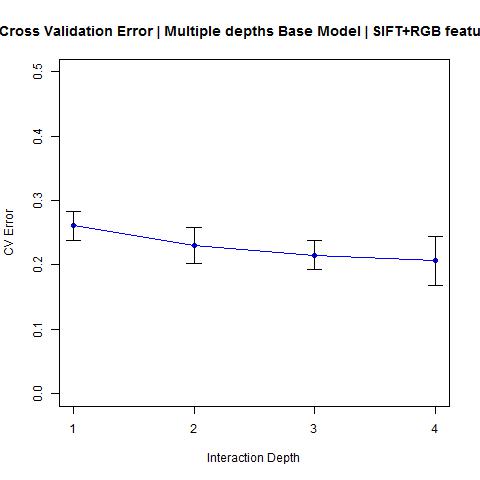 Cross Validation Error | Multiple depths Base Model | SIFT+RGB featu
0.5
0.4
0.3
0.2
0.1
0.0
CV Error
1 2 3 4
Interaction Depth